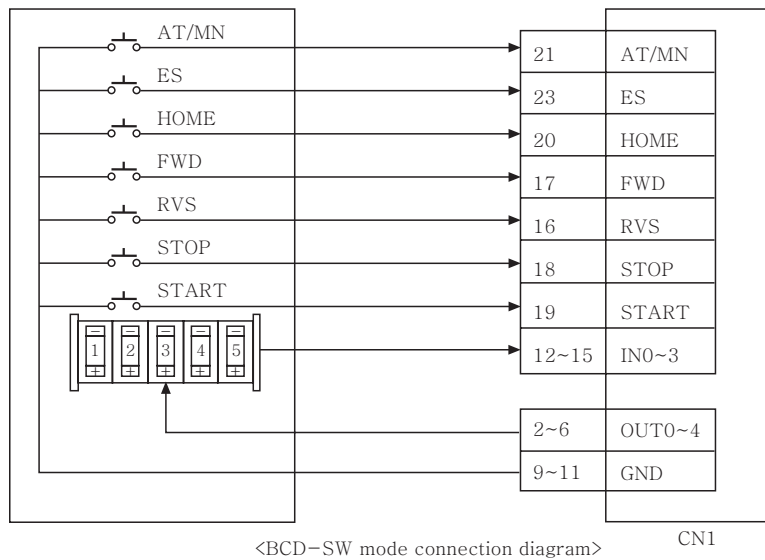 AT/MN
21 AT/MN
ES
23 ES
HOME
20 HOME
FWD
17 FWD
RVS
16 RVS
STOP
18 STOP
START
19 START
− − − − −
1 2 3 4 5
+ + + + +
12~15 IN0~3
2~6 OUT0~4
9~11 GND
CN1
<BCD−SW mode connection diagram>